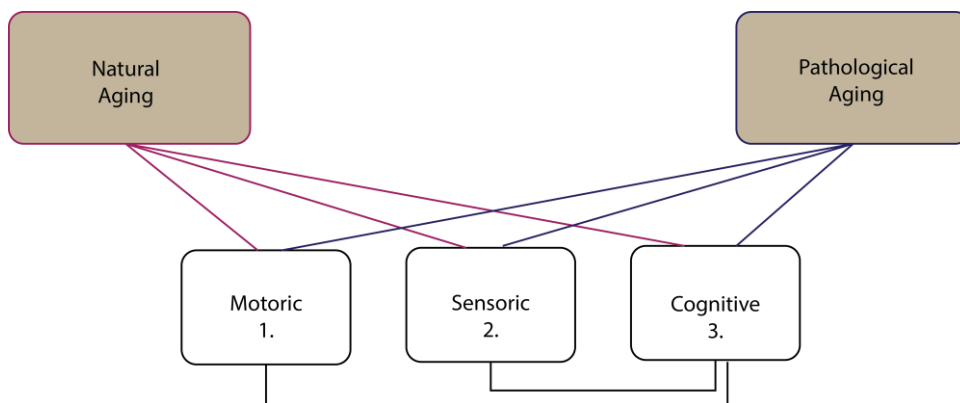 Natural
Aging
Pathological
Aging
Motoric
1.
Sensoric
2.
Cognitive
3.